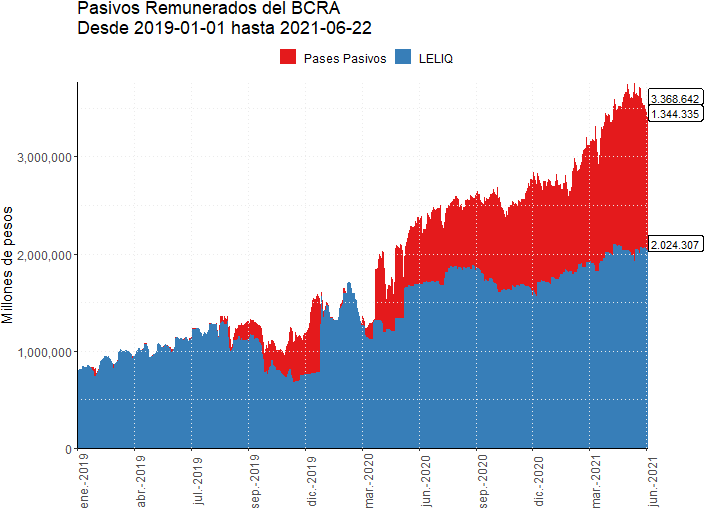 Pasivos Remunerados del BCRA
Desde 2019-01-01 hasta 2021-06-22
Pases Pasivos
LELIQ
Millones de pesos
3,000,000
2,000,000
1,000,000
0
3.368.642
1.344.335
2.024.307
ene.-2019
abr.-2019
jul.-2019
sep.-2019
dic.-2019
mar.-2020
jun.-2020
sep.-2020
dic.-2020
mar.-2021
jun.-2021